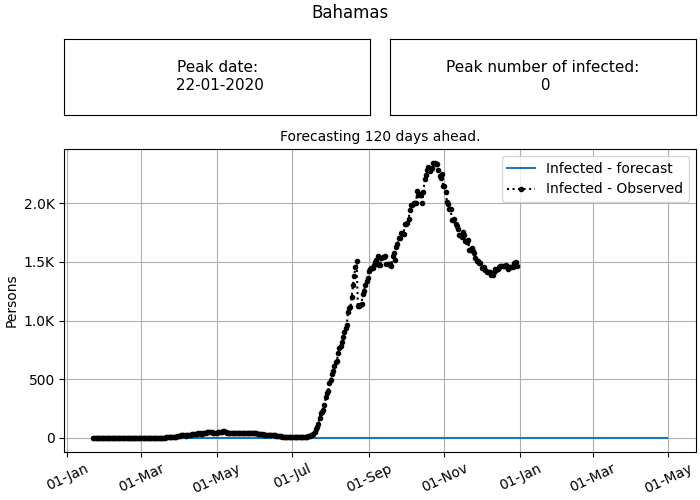 Bahamas
Peak date:
22-01-2020
Peak number of infected:
0
Forecasting 120 days ahead.
Infected - forecast
Infected - Observed
Persons
2.0K
1.5K
1.0K
500
0
01-Jan
01-Mar
01-May
01-Jul
01-Sep
01-Nov
01-Jan
01-Mar
01-May